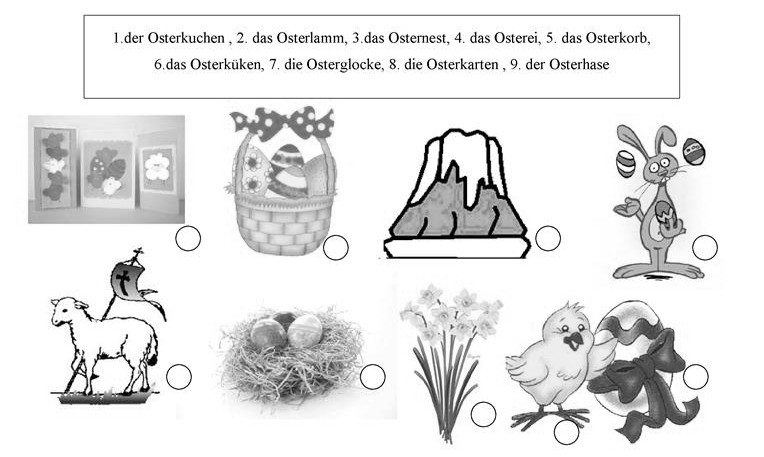 1.der Osterkuchen , 2. das Osterlamm, 3.das Osternest, 4. das Osterei, 5. das Osterkorb,
6.das Osterküken, 7. die Osterglocke, 8. die Osterkarten , 9. der Osterhase